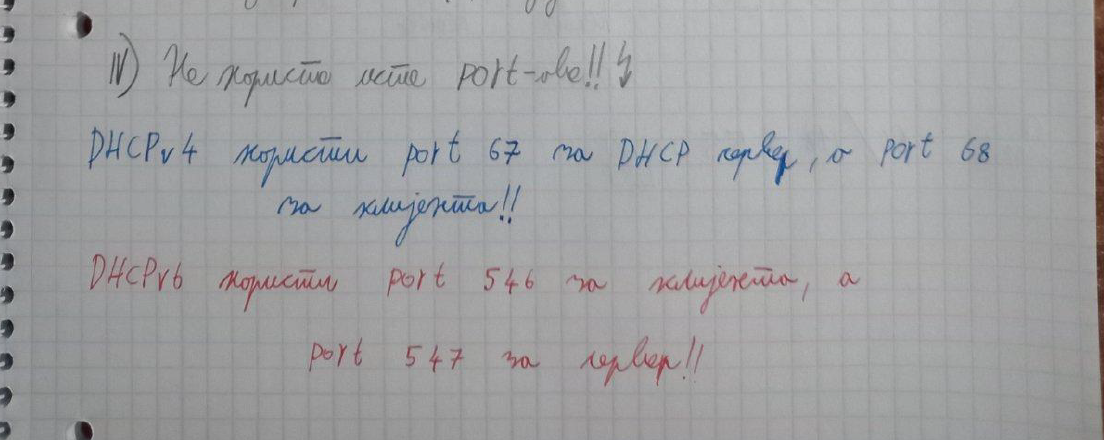 IV) Не користе исте port-ове!!
DHCPv4 користи port 67 за DHCP сервер, а port 68
за клијента!!
DHCPv6 користи port 546 за клијента, а
port 547 за сервер!!